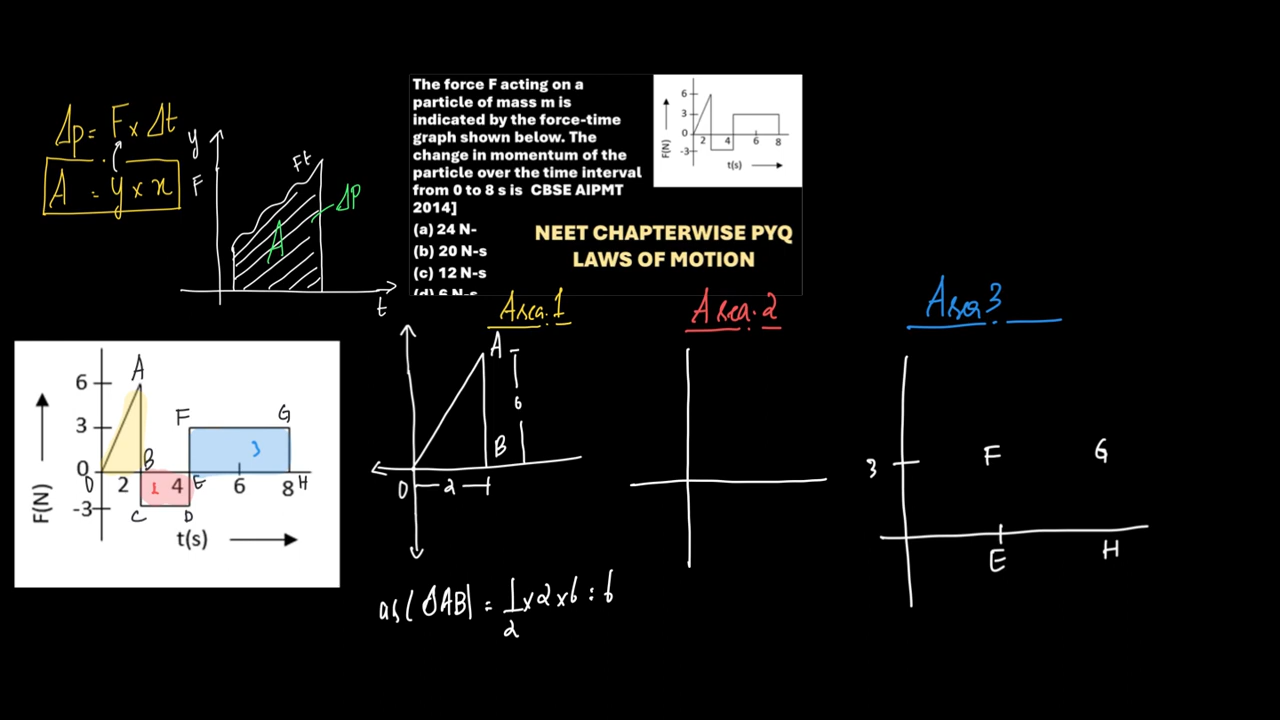 Δp = F x Δt
A = y x x
y
F
Ft
ΔP
A
t
The force F acting on a
particle of mass m is
indicated by the force-time
graph shown below. The
change in momentum of the
particle over the time interval
from 0 to 8 s is CBSE AIPMT
2014]
(a) 24 N-
(b) 20 N-s
(c) 12 N-s
(d) 6 N-s
6
3
0
-3
2
4
6
8
F(N)
t(s)
NEET CHAPTERWISE PYQ
LAWS OF MOTION
Area.1
Area.2
Area 3
A
6
F
G
3
3
0
B
O
2
1
4
E
6
8
H
-3
C
D
F(N)
t(s)
A
6
B
O
2
ar( OAB) = 1/2 x 2 x 6 = 6
3
F
G
E
H